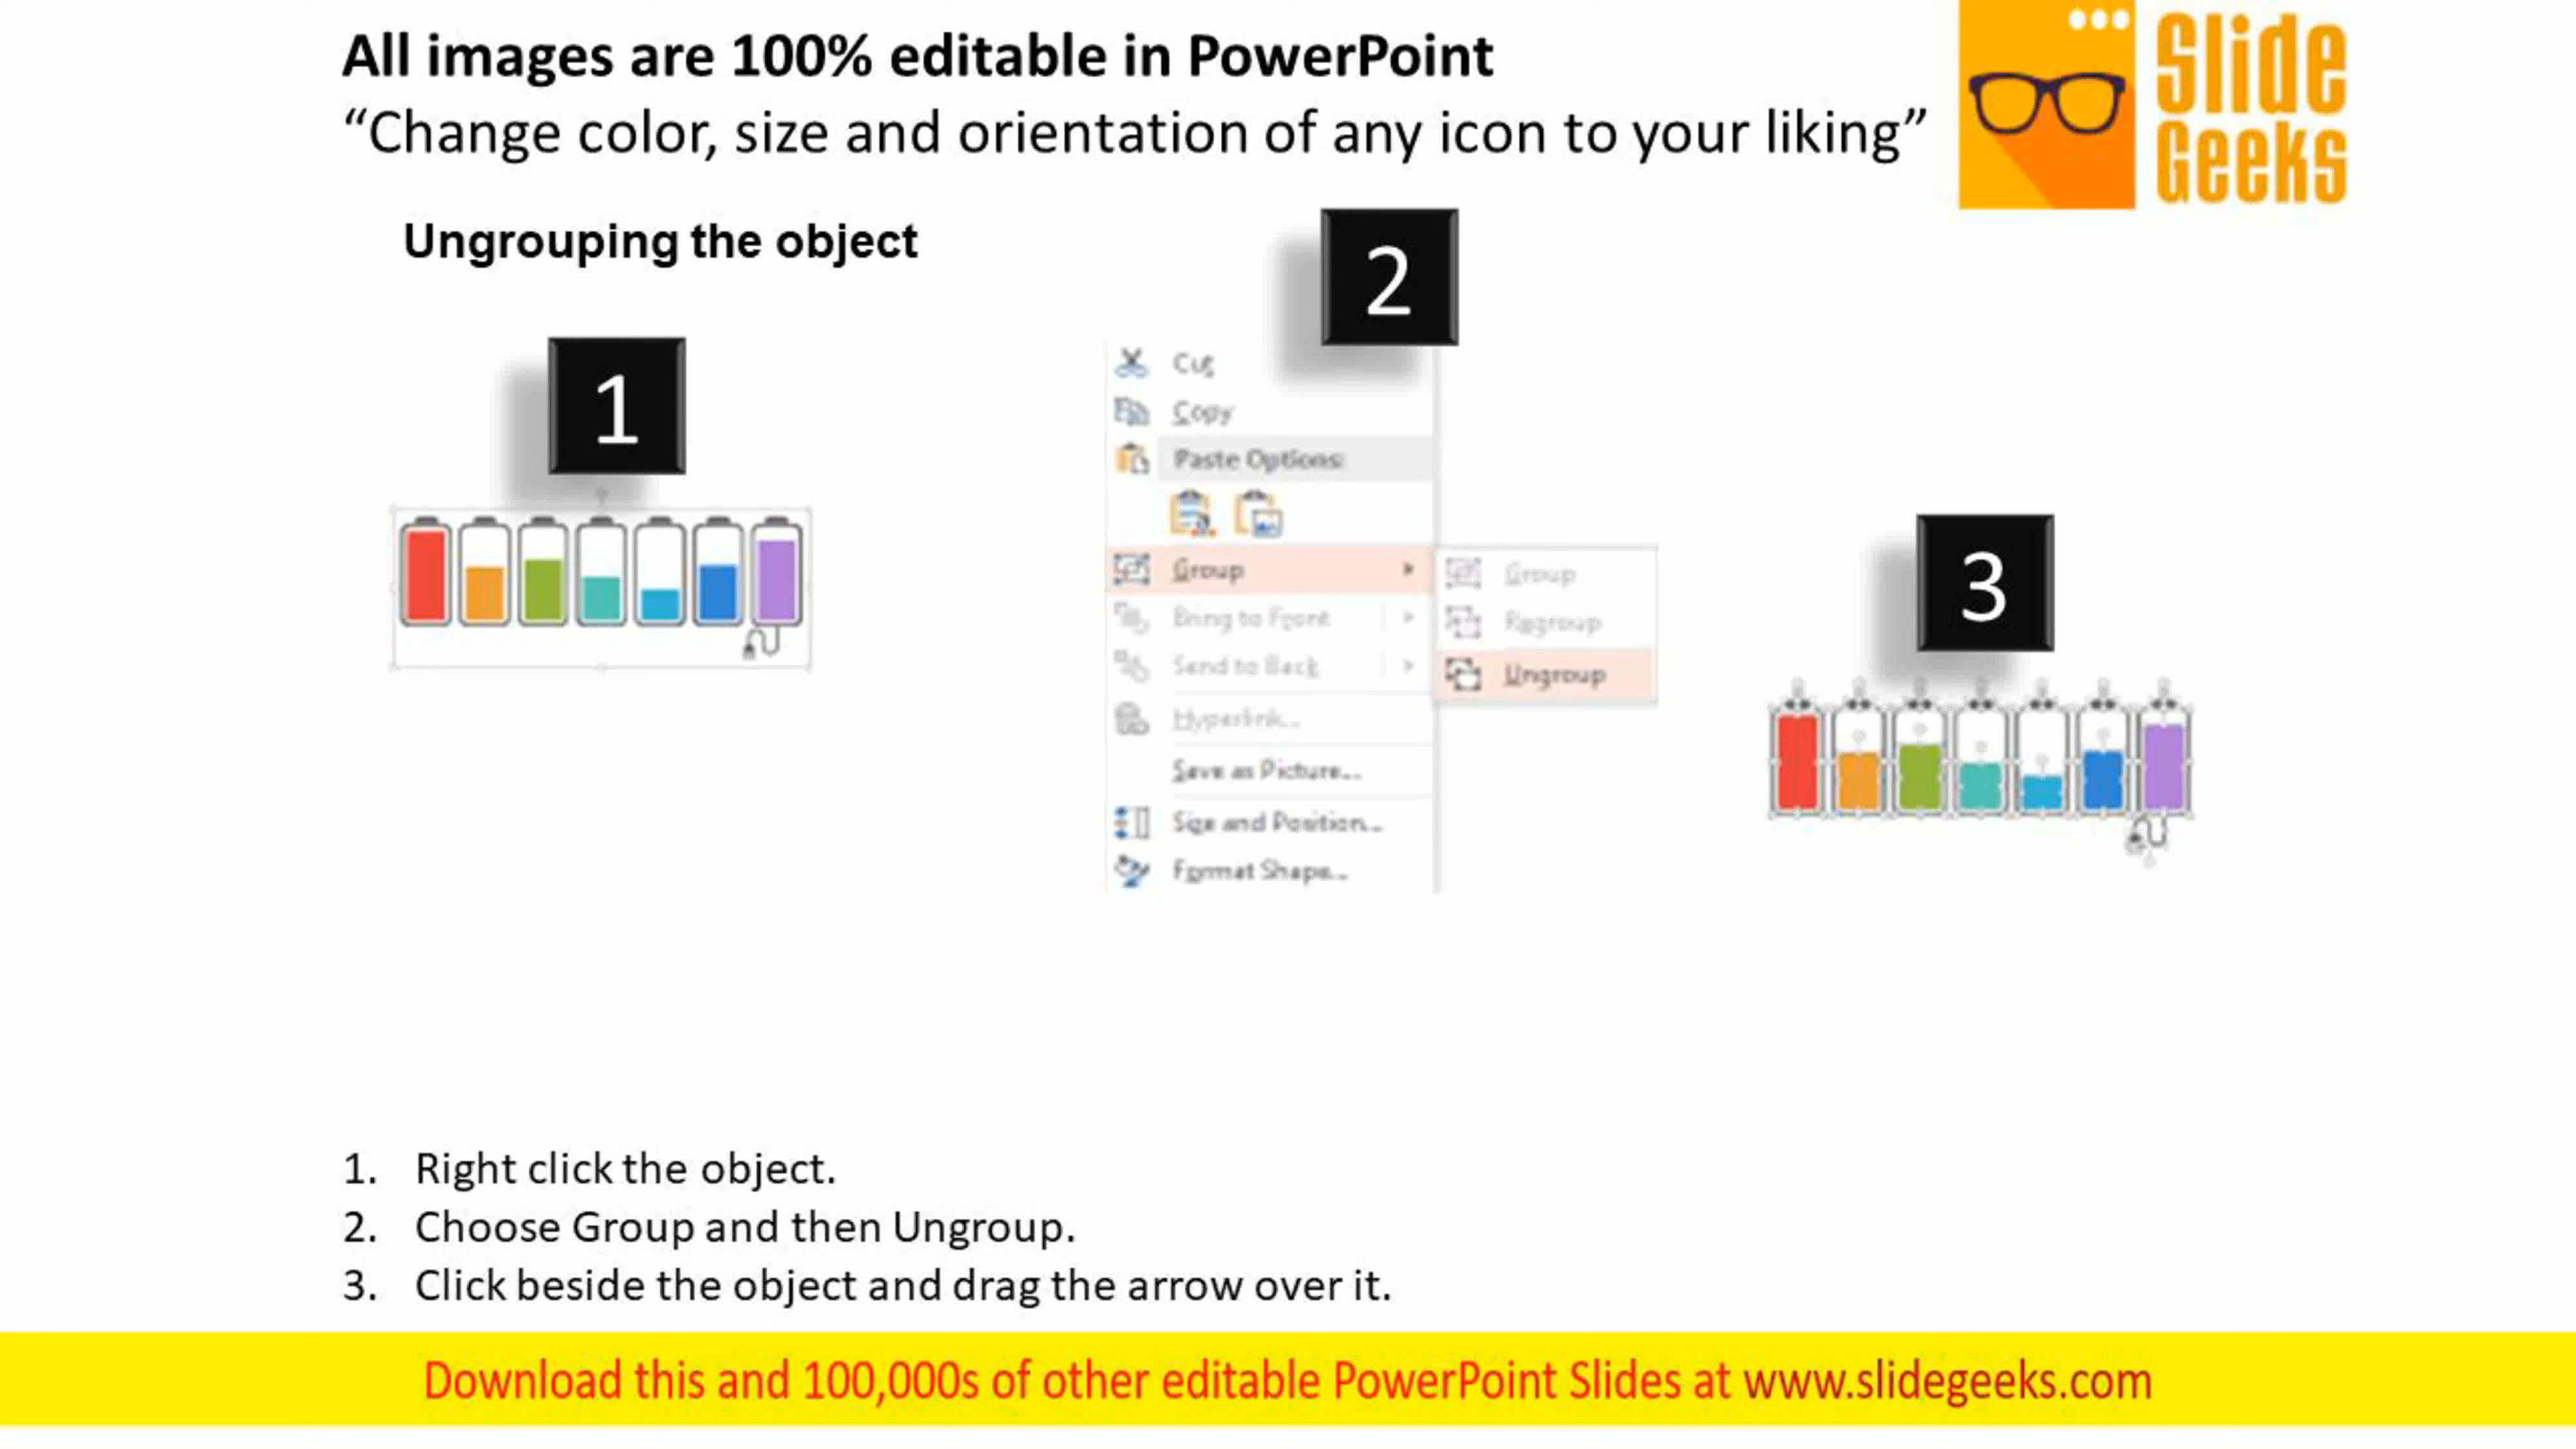 All images are 100% editable in PowerPoint
“Change color, size and orientation of any icon to your liking”
Slide
Geeks
Ungrouping the object
1
2
3
Cut
Copy
Paste Options:
Group
Bring to Front
Send to Back
Hyperlink...
Save as Picture...
Size and Position...
Format Shape...
Group
Regroup
Ungroup
1. Right click the object.
2. Choose Group and then Ungroup.
3. Click beside the object and drag the arrow over it.
Download this and 100,000s of other editable PowerPoint Slides at www.slidegeeks.com